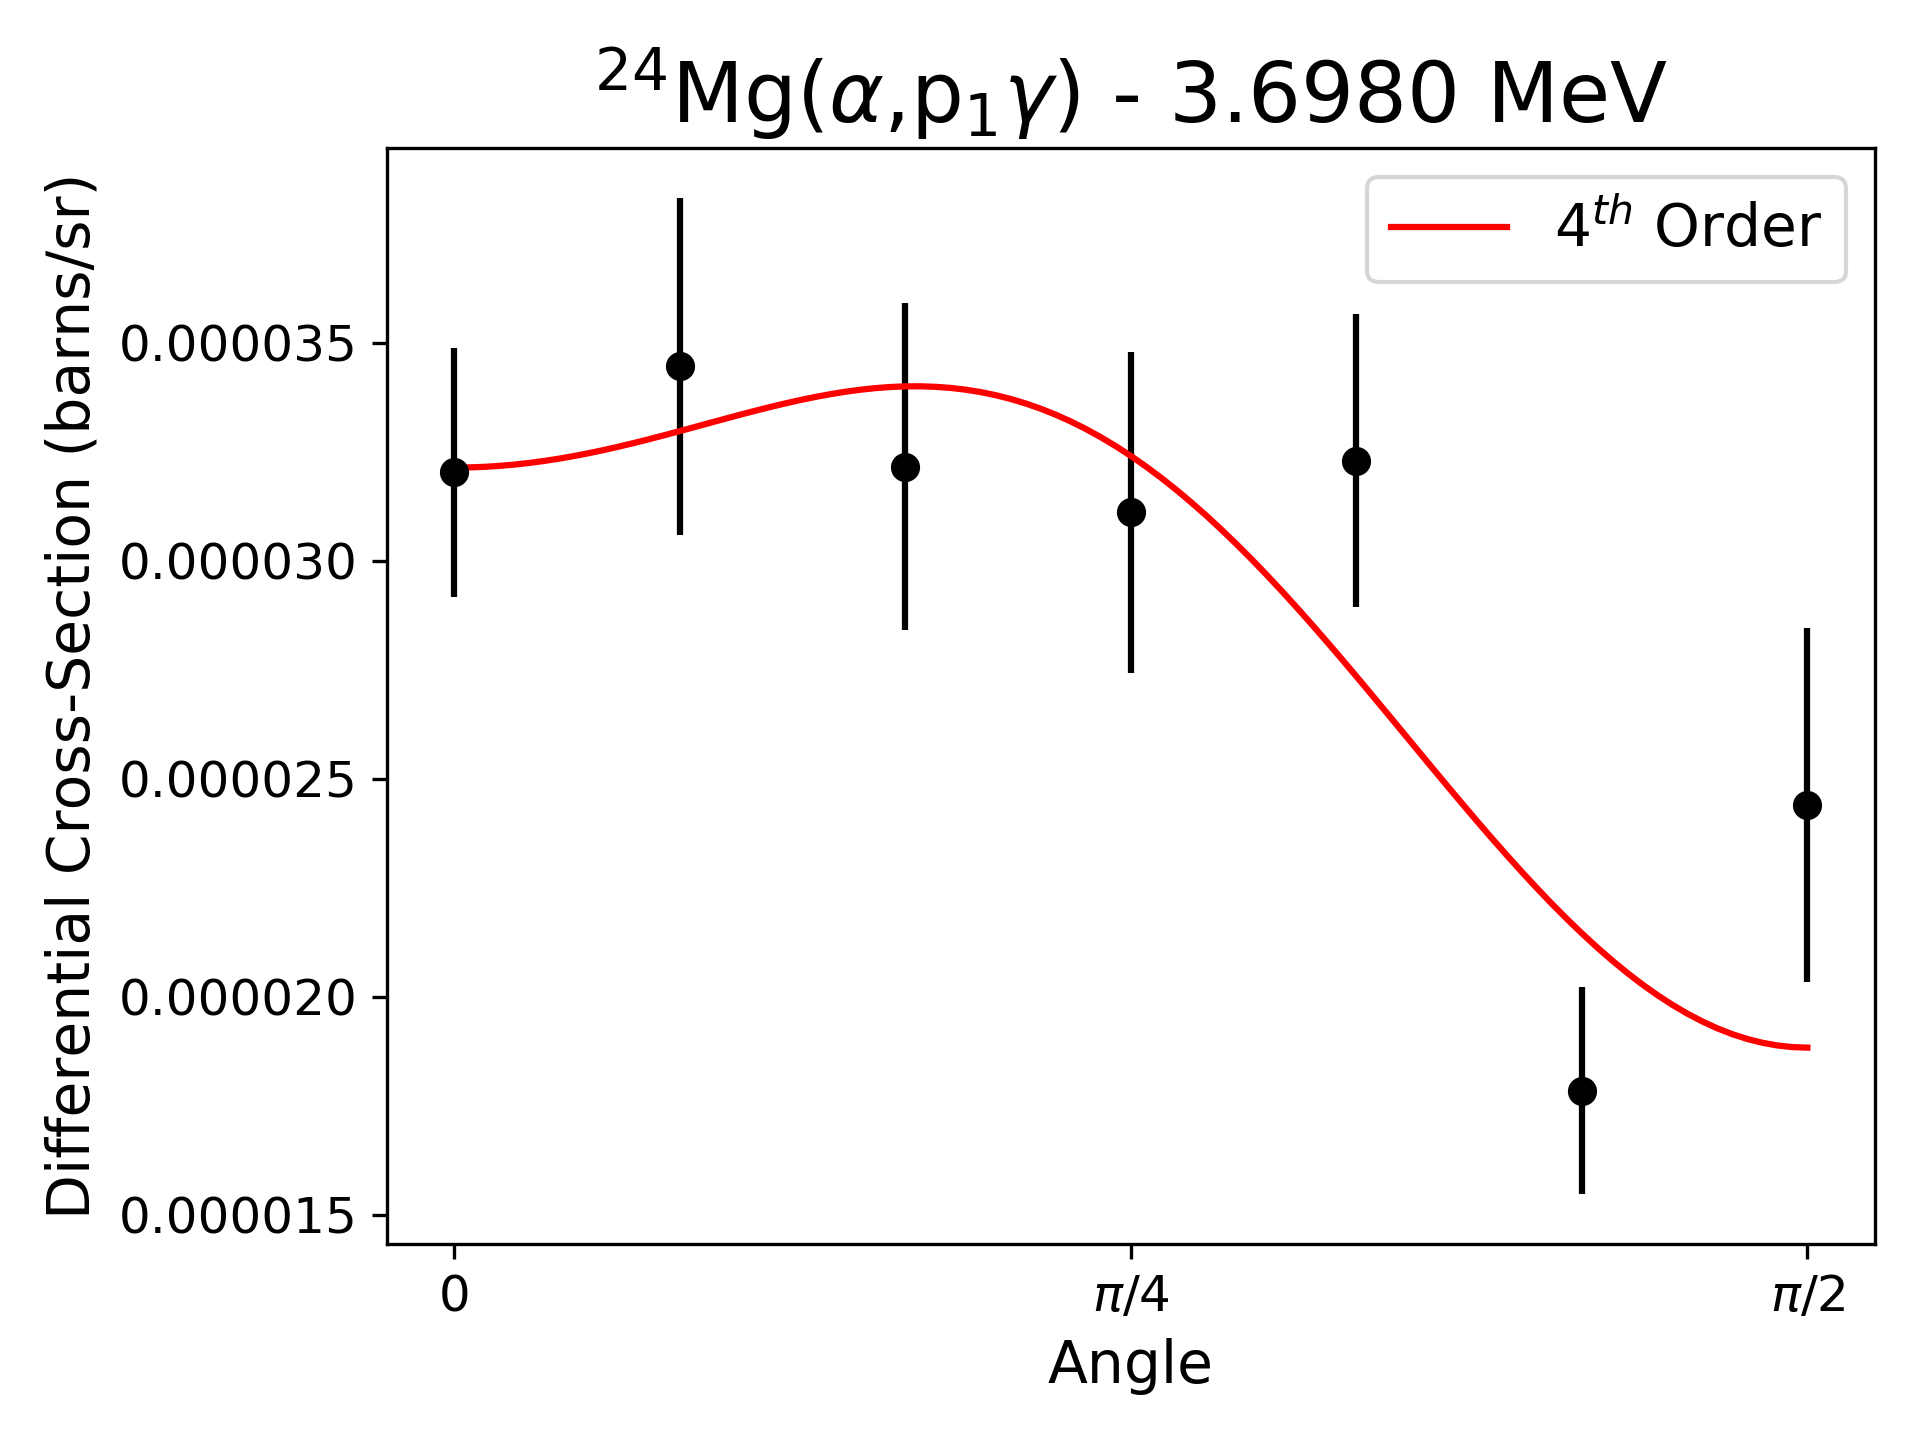 ²⁴Mg(α,p₁γ) - 3.6980 MeV
4ᵗʰ Order
Differential Cross-Section (barns/sr)
0.000035
0.000030
0.000025
0.000020
0.000015
0 π/4 π/2
Angle